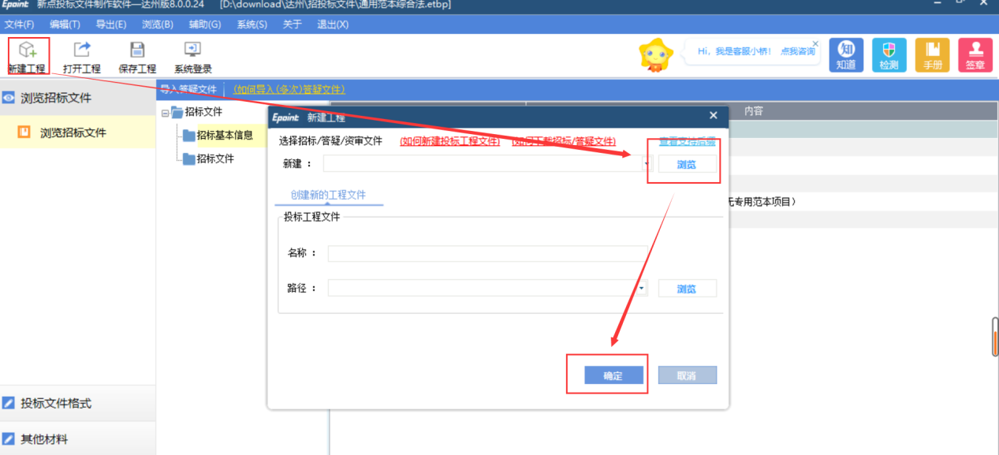 Epoint 新点投标文件制作软件—达州版8.0.0.24 [D:\download\达州\招投标文件\通用范本综合法.etbp]
文件(F) 编辑(T) 导出(E) 浏览(B) 辅助(G) 系统(S) 关于 退出(X)
新建工程 打开工程 保存工程 系统登录
Hi，我是客服小桥！ 点我咨询
知道 检测 手册 签章
导入答疑文件 (如何导入(多次)答疑文件)
浏览招标文件
浏览招标文件
招标文件
招标基本信息
招标文件
内容
Epoint 新建工程
选择招标/答疑/资审文件 (如何新建投标工程文件) (如何下载招标/答疑文件) 查看支持后缀
新建： 浏览
创建新的工程文件
无专用范本项目）
投标工程文件
名称：
路径： 浏览
确定 取消
投标文件格式
其他材料